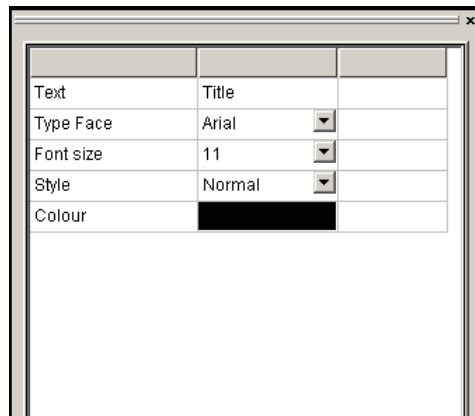 Text Title
Type Face Arial
Font size 11
Style Normal
Colour